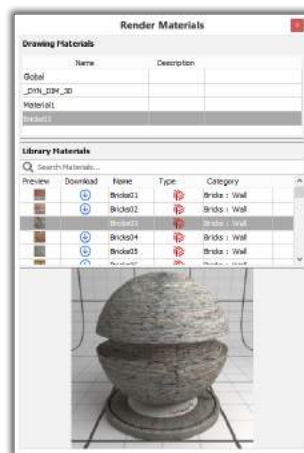 Render Materials
Drawing Materials
Name Description
Global
_DYN_DIM_3D
Material1
Bricks03
Library Materials
Search Materials...
Preview Download Name Type Category
Bricks01 Bricks : Wall
Bricks02 Bricks : Wall
Bricks03 Bricks : Wall
Bricks04 Bricks : Wall
Bricks05 Bricks : Wall